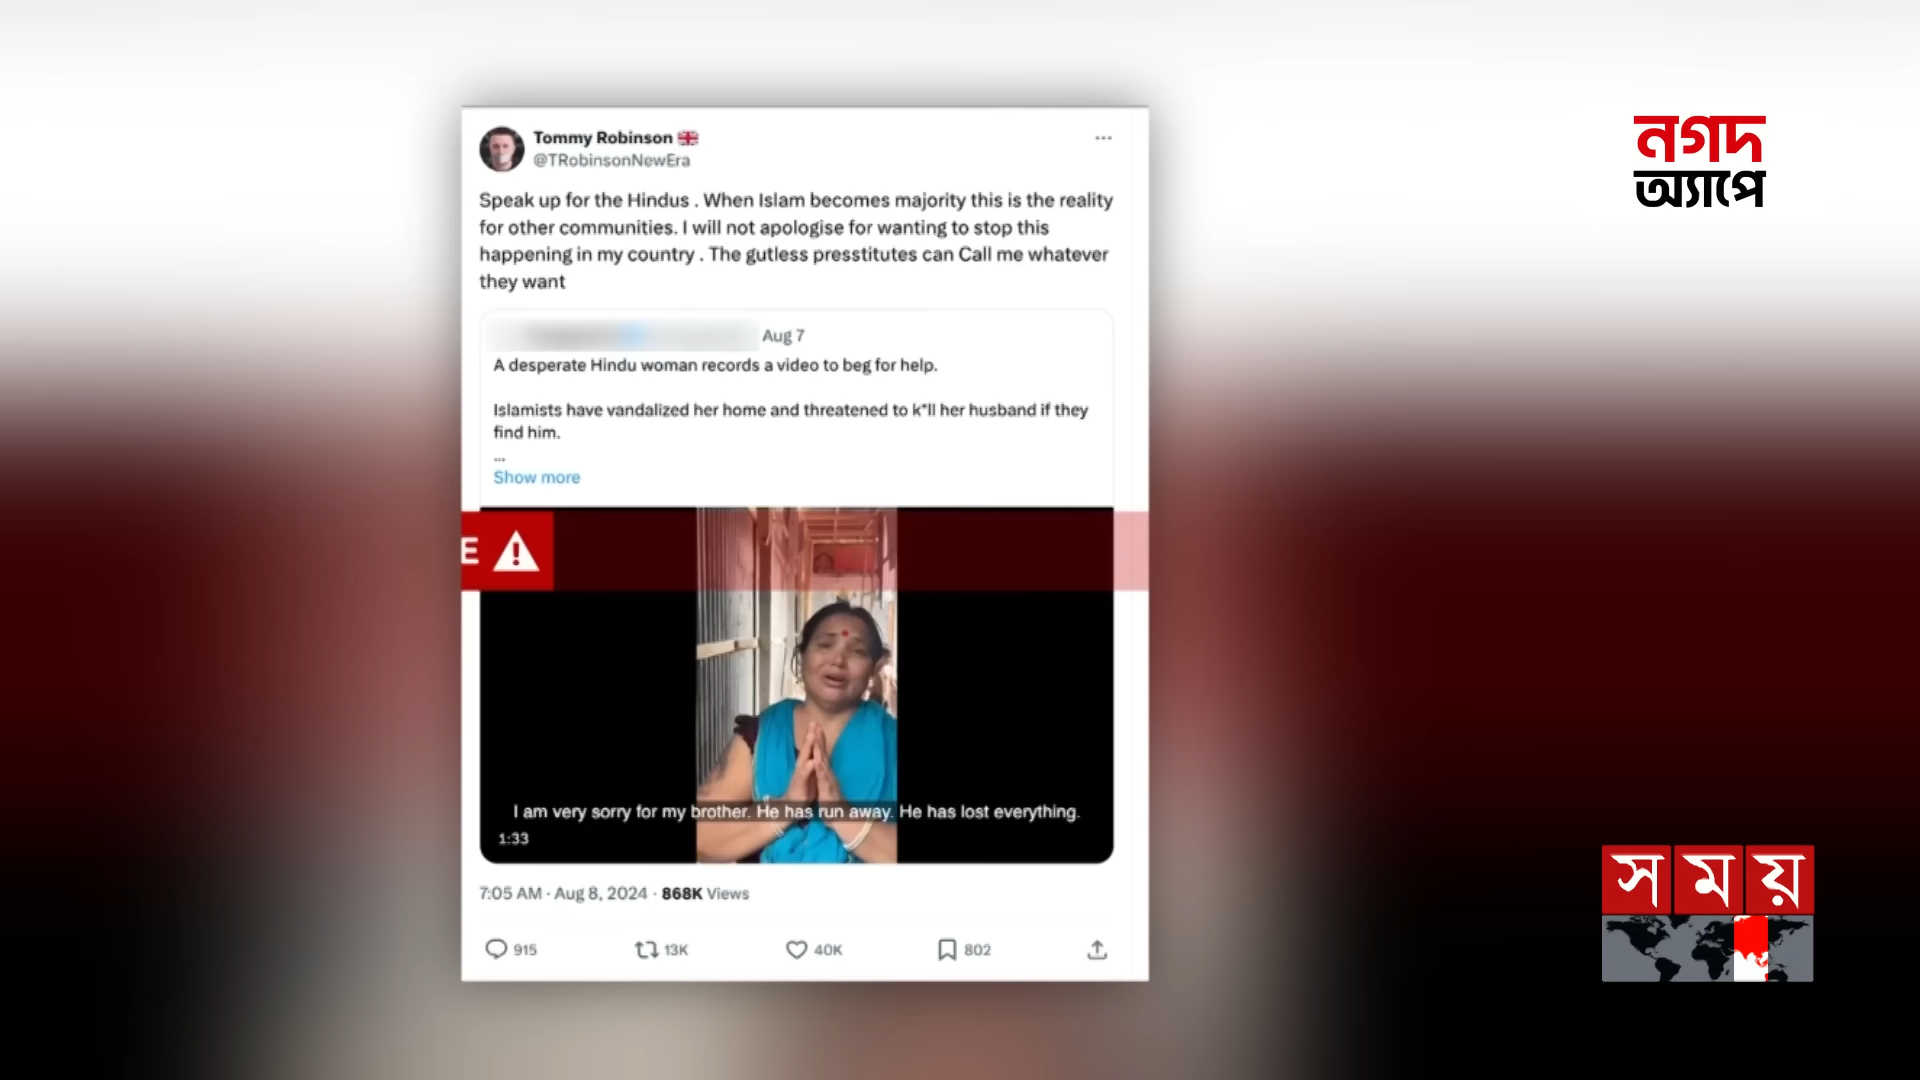 Tommy Robinson
@TRobinsonNewEra
Speak up for the Hindus . When Islam becomes majority this is the reality
for other communities. I will not apologise for wanting to stop this
happening in my country . The gutless presstitutes can Call me whatever
they want
Aug 7
A desperate Hindu woman records a video to beg for help.
Islamists have vandalized her home and threatened to k*ll her husband if they
find him.
...
Show more
E
I am very sorry for my brother. He has run away. He has lost everything.
1:33
7:05 AM · Aug 8, 2024 · 868K Views
915 13K 40K 802
নগদ
অ্যাপে
সময়